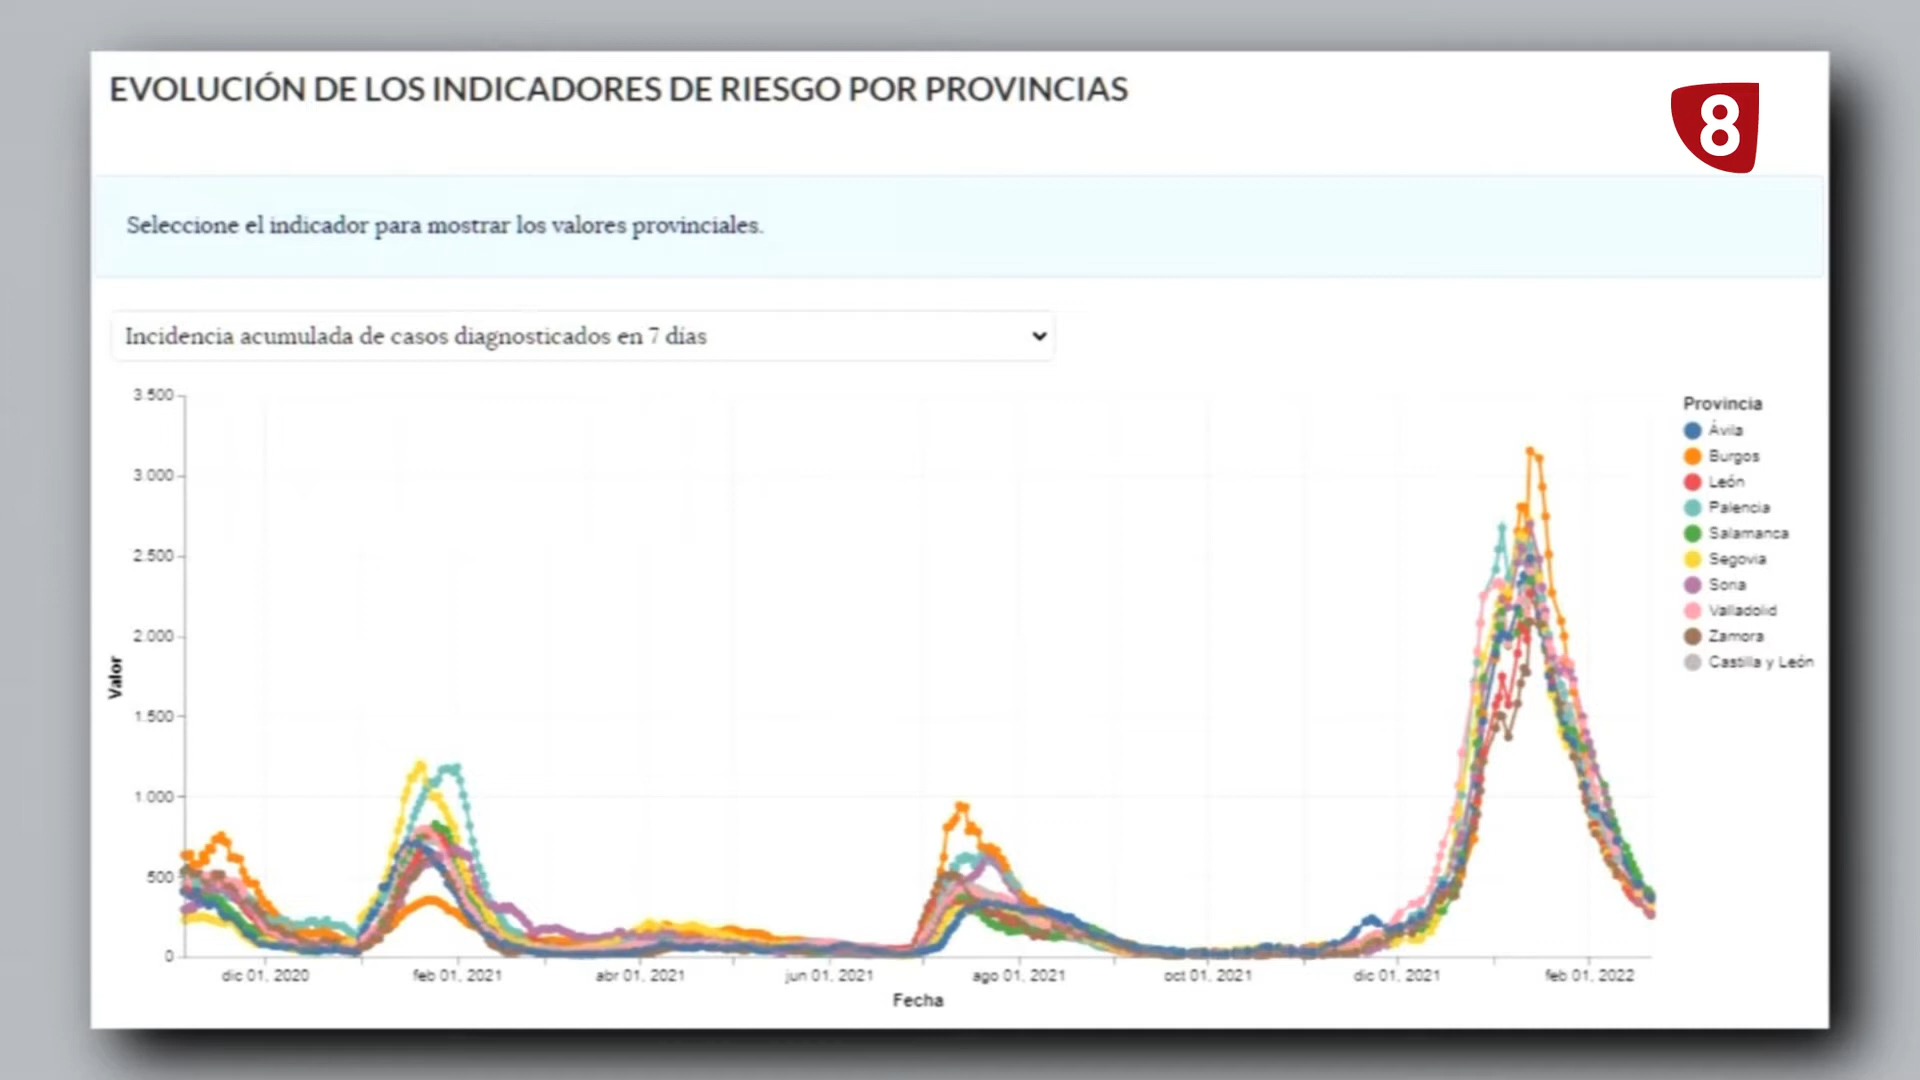 EVOLUCIÓN DE LOS INDICADORES DE RIESGO POR PROVINCIAS
8
Seleccione el indicador para mostrar los valores provinciales.
Incidencia acumulada de casos diagnosticados en 7 días
3 500
3 000
2 500
2 000
1 500
1 000
500
0
Valor
dic 01, 2020
feb 01, 2021
abr 01, 2021
jun 01, 2021
ago 01, 2021
oct 01, 2021
dic 01, 2021
feb 01, 2022
Fecha
Provincia
Ávila
Burgos
León
Palencia
Salamanca
Segovia
Soria
Valladolid
Zamora
Castilla y León